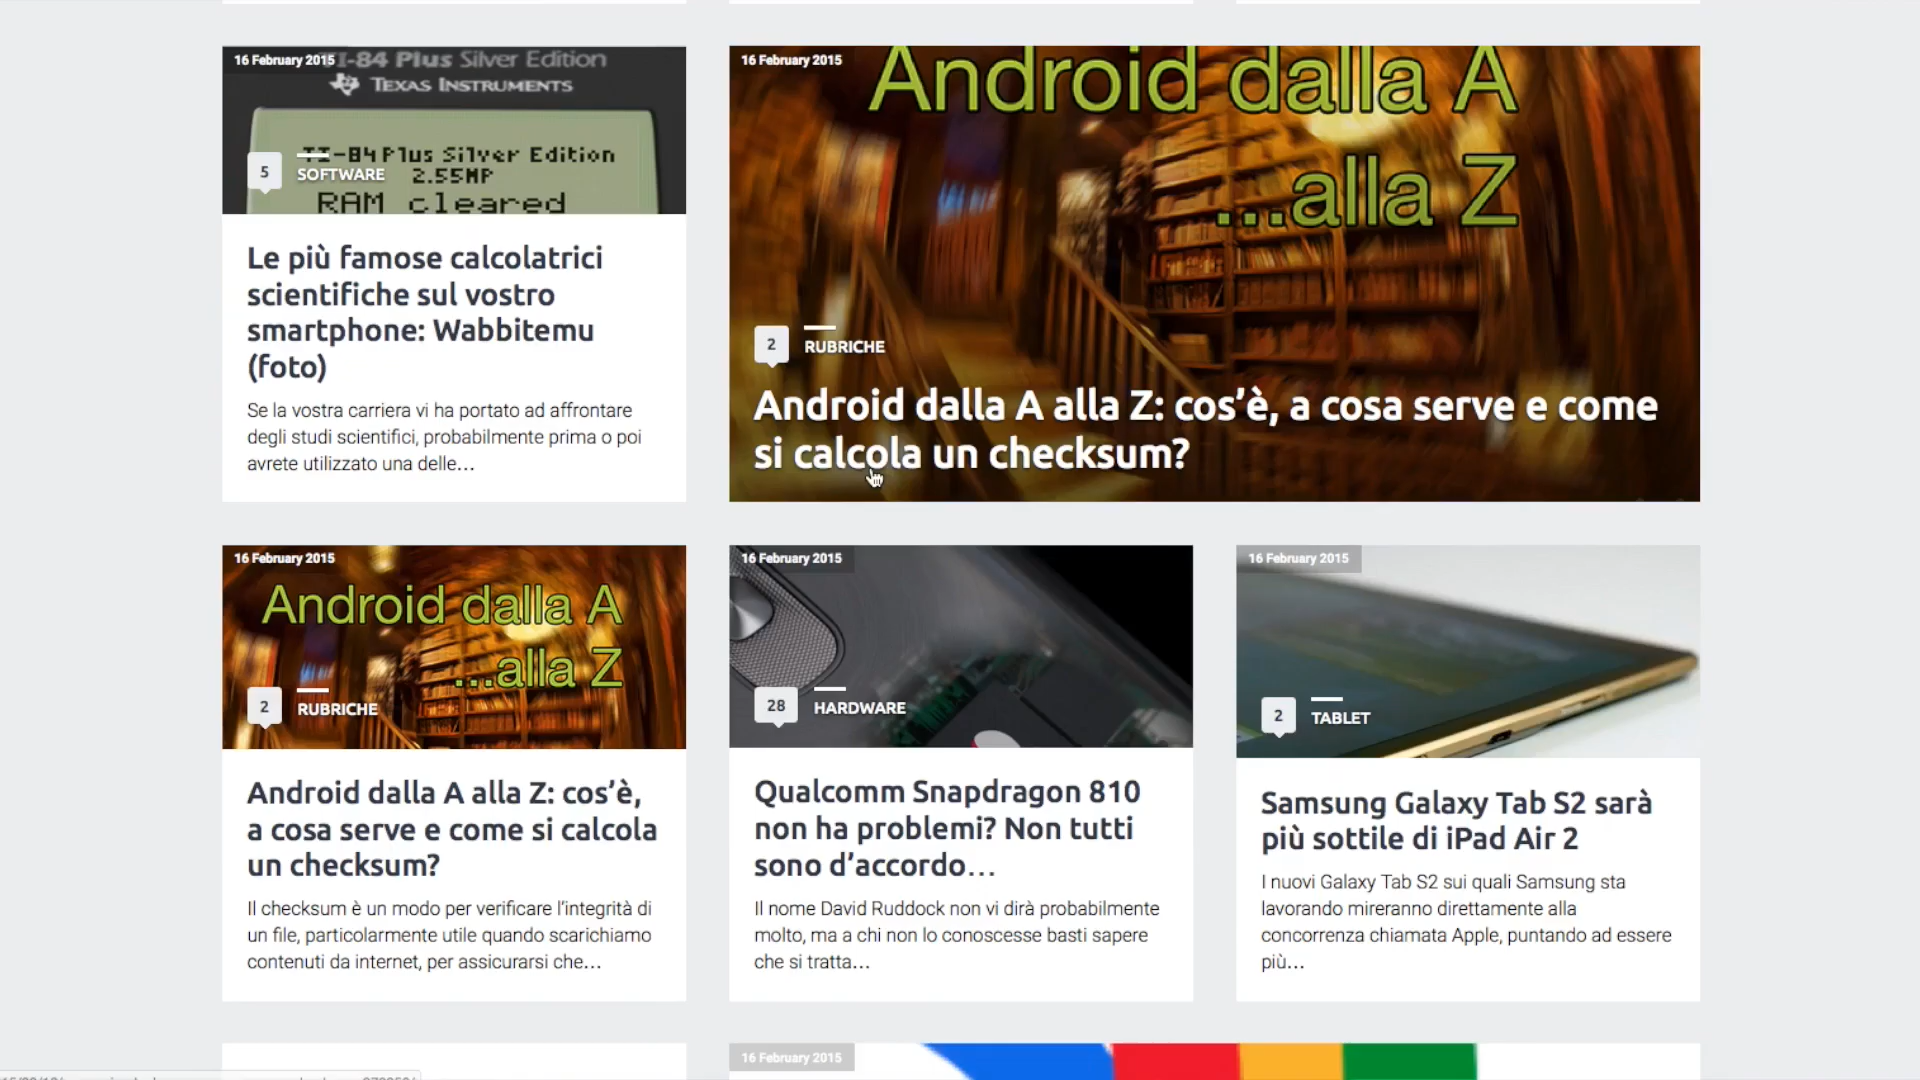 16 February 2015
TI-84 Plus Silver Edition
TEXAS INSTRUMENTS
TI-84 Plus Silver Edition
2.55MP
RAM cleared
5
SOFTWARE
Le più famose calcolatrici
scientifiche sul vostro
smartphone: Wabbitemu
(foto)
Se la vostra carriera vi ha portato ad affrontare
degli studi scientifici, probabilmente prima o poi
avrete utilizzato una delle…
16 February 2015
Android dalla A
...alla Z
2
RUBRICHE
Android dalla A alla Z: cos’è, a cosa serve e come
si calcola un checksum?
16 February 2015
Android dalla A
...alla Z
2
RUBRICHE
Android dalla A alla Z: cos’è,
a cosa serve e come si calcola
un checksum?
Il checksum è un modo per verificare l’integrità di
un file, particolarmente utile quando scarichiamo
contenuti da internet, per assicurarsi che…
16 February 2015
28
HARDWARE
Qualcomm Snapdragon 810
non ha problemi? Non tutti
sono d’accordo…
Il nome David Ruddock non vi dirà probabilmente
molto, ma a chi non lo conoscesse basti sapere
che si tratta…
16 February 2015
2
TABLET
Samsung Galaxy Tab S2 sarà
più sottile di iPad Air 2
I nuovi Galaxy Tab S2 sui quali Samsung sta
lavorando mireranno direttamente alla
concorrenza chiamata Apple, puntando ad essere
più…
16 February 2015